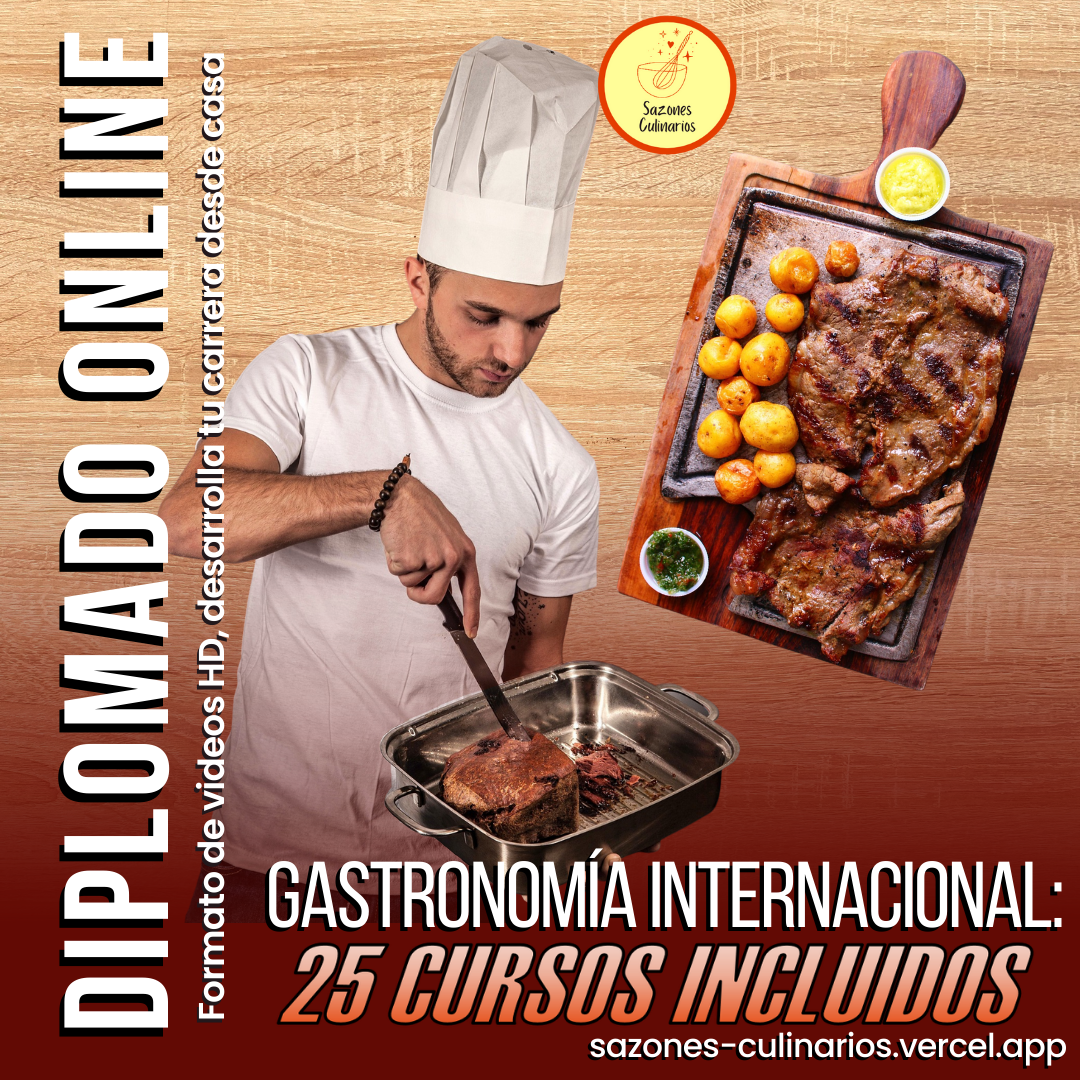 DIPLOMADO ONLINE
Formato de videos HD, desarrolla tu carrera desde casa
Sazones
Culinarios
GASTRONOMÍA INTERNACIONAL:
25 CURSOS INCLUIDOS
sazones-culinarios.vercel.app